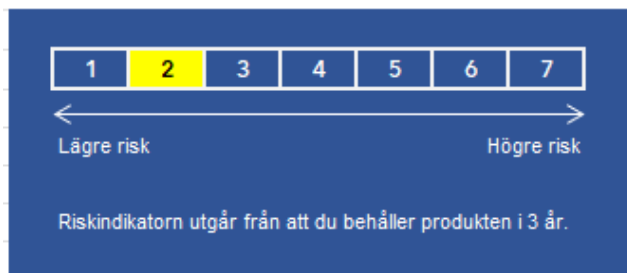 1 2 3 4 5 6 7
Lägre risk Högre risk
Riskindikatorn utgår från att du behåller produkten i 3 år.